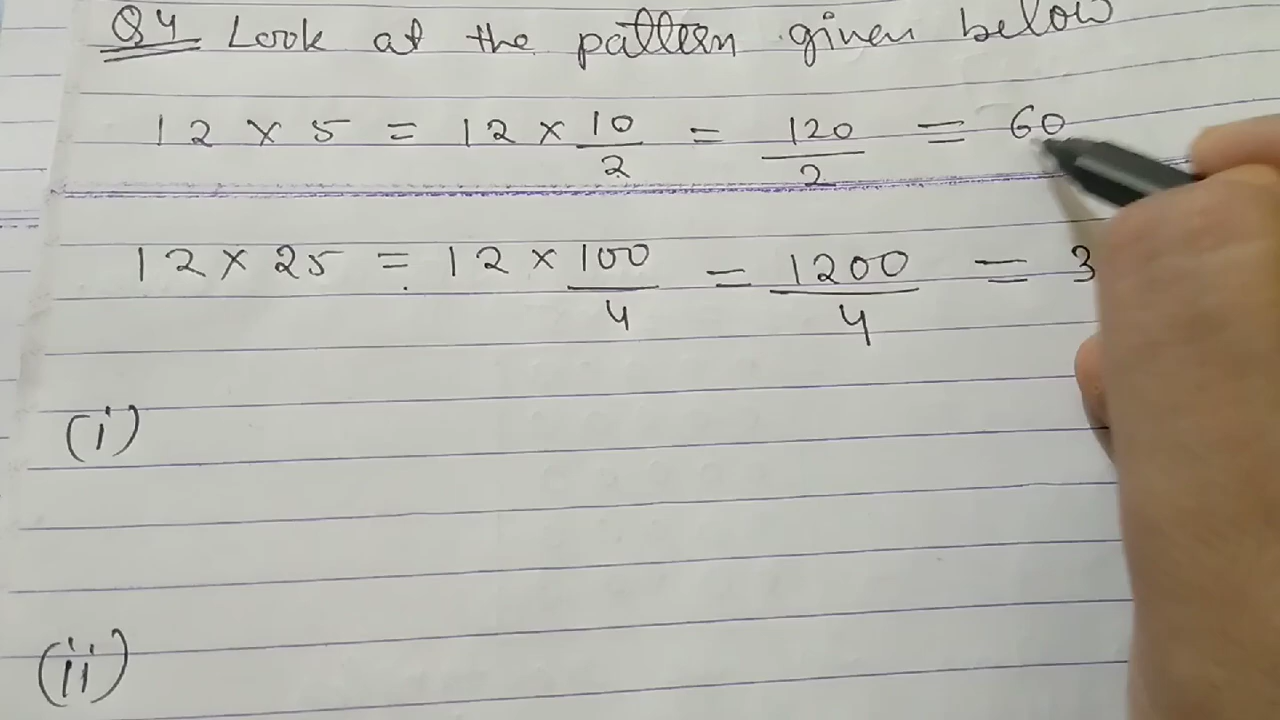 Q4 Look at the pattern given below
12 × 5 = 12 × 10/2 = 120/2 = 60
12 × 25 = 12 × 100/4 = 1200/4 = 3
(i)
(ii)